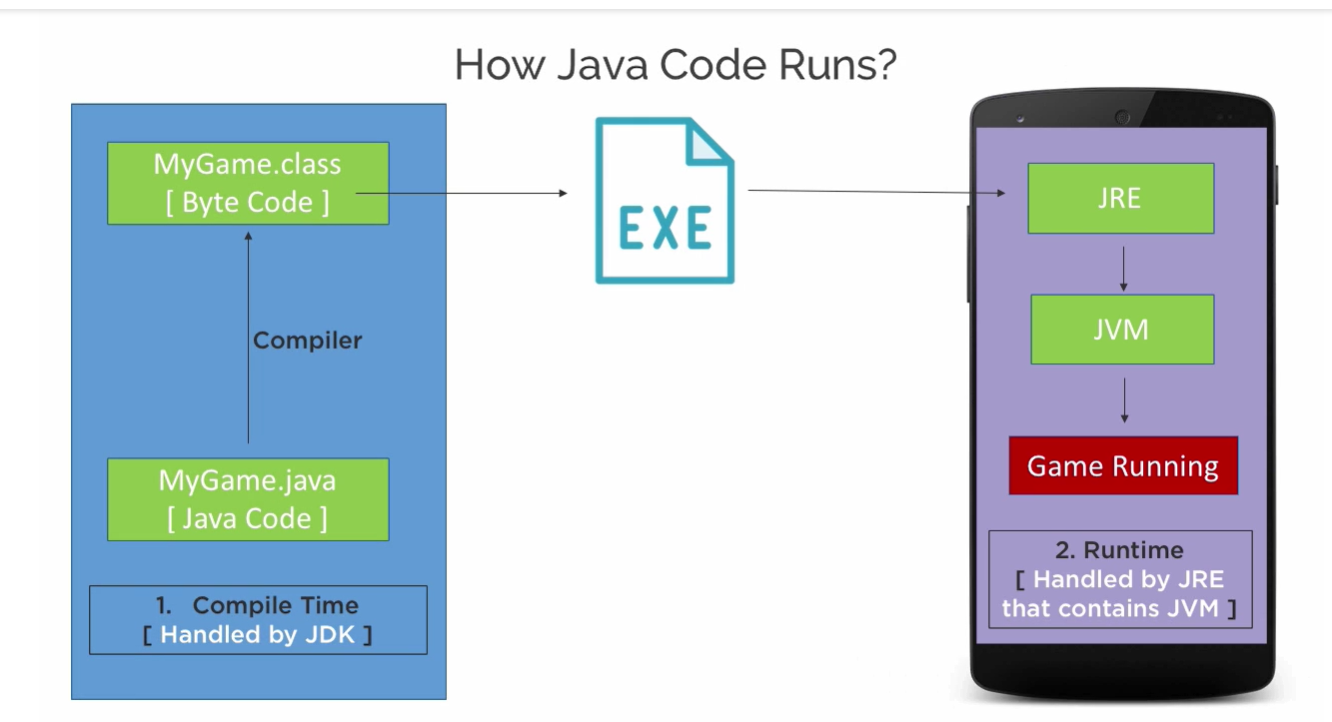 How Java Code Runs?
MyGame.class
[ Byte Code ]
Compiler
MyGame.java
[ Java Code ]
1. Compile Time
[ Handled by JDK ]
EXE
JRE
JVM
Game Running
2. Runtime
[ Handled by JRE
that contains JVM ]